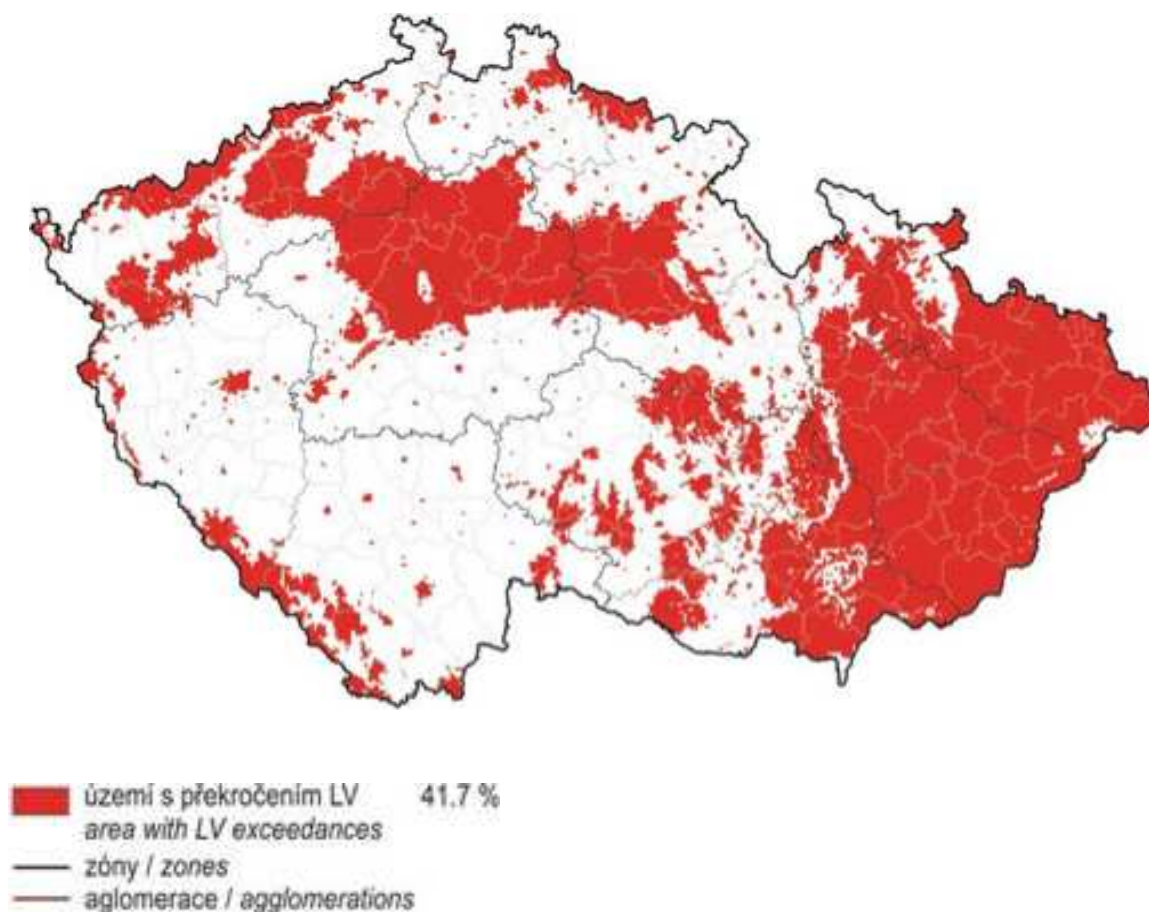 území s překročením LV 41.7 %
area with LV exceedances
zóny / zones
aglomerace / agglomerations